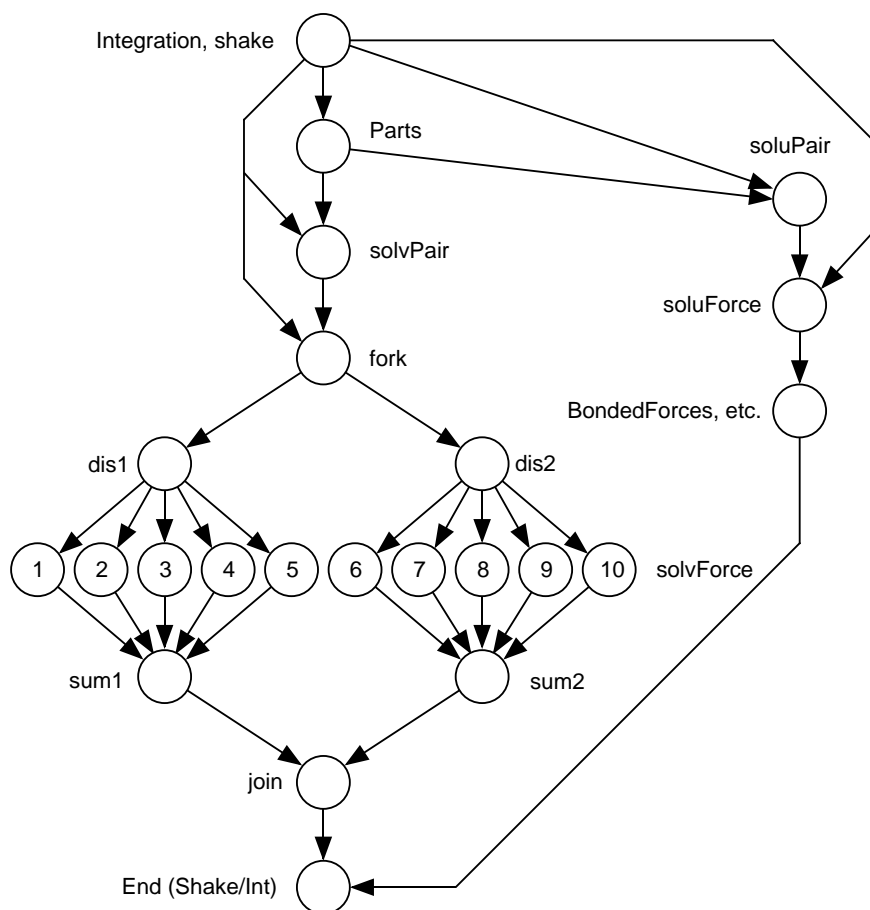 Integration, shake
Parts
soluPair
solvPair
soluForce
fork
BondedForces, etc.
dis1
dis2
1 2 3 4 5 6 7 8 9 10 solvForce
sum1
sum2
join
End (Shake/Int)